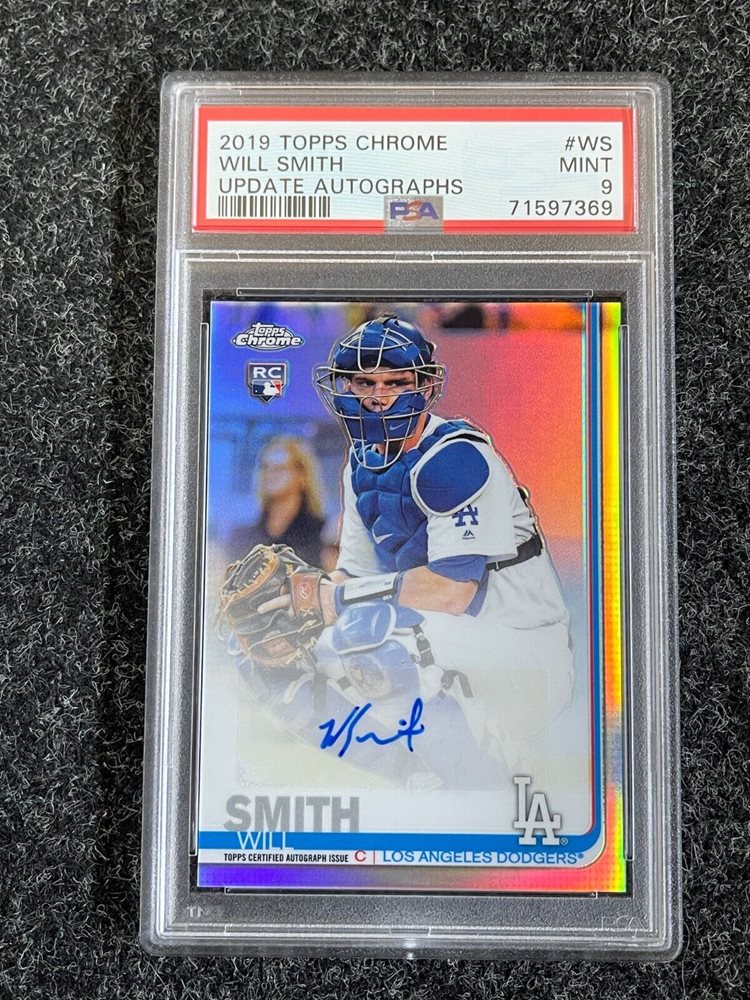 2019 TOPPS CHROME #WS
WILL SMITH MINT
UPDATE AUTOGRAPHS 9
PSA 71597369
Topps
Chrome
RC
LA
SMITH
WILL
LA
TOPPS CERTIFIED AUTOGRAPH ISSUE C | LOS ANGELES DODGERS®